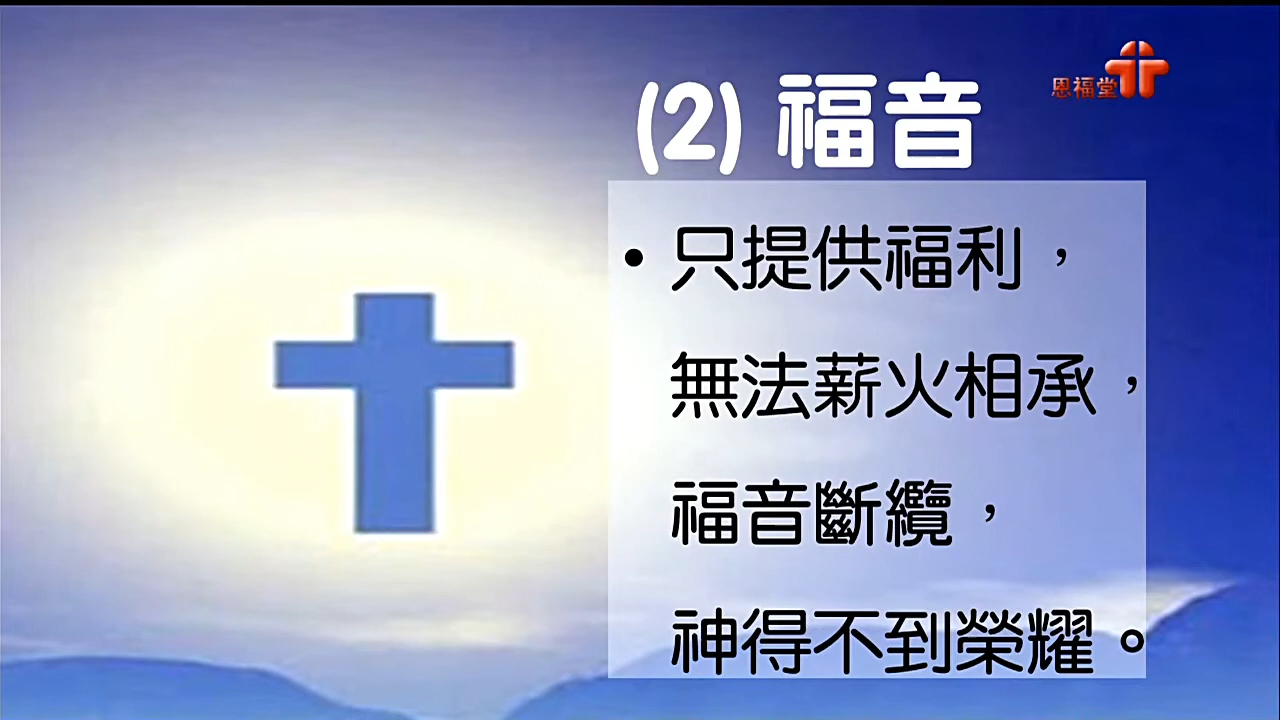 恩福堂
(2) 福音
• 只提供福利，
無法薪火相承，
福音斷纜，
神得不到榮耀。